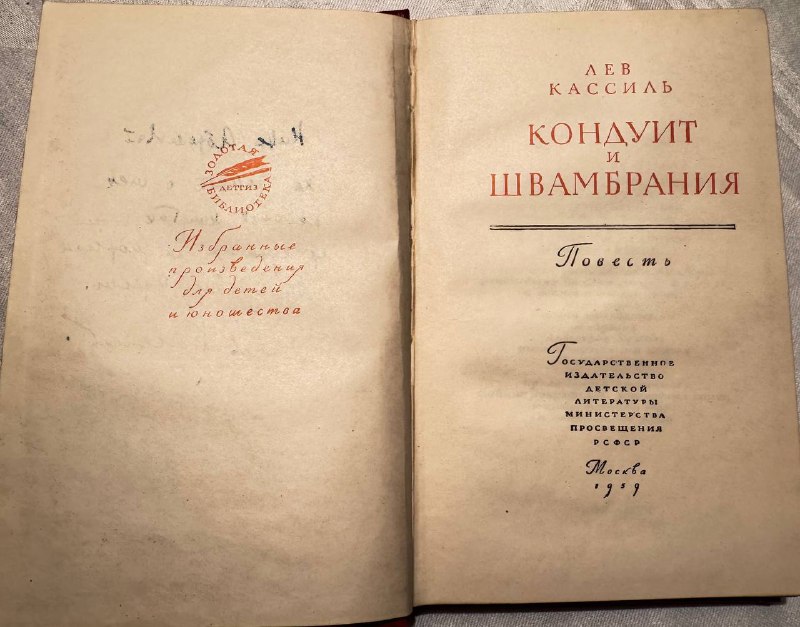 ЗОЛОТАЯ
БИБЛИОТЕКА
ДЕТГИЗ
Избранные
произведения
для детей
и юношества
ЛЕВ
КАССИЛЬ
КОНДУИТ
И
ШВАМБРАНИЯ
Повесть
ГОСУДАРСТВЕННОЕ
ИЗДАТЕЛЬСТВО
ДЕТСКОЙ
ЛИТЕРАТУРЫ
МИНИСТЕРСТВА
ПРОСВЕЩЕНИЯ
РСФСР
Москва
1959